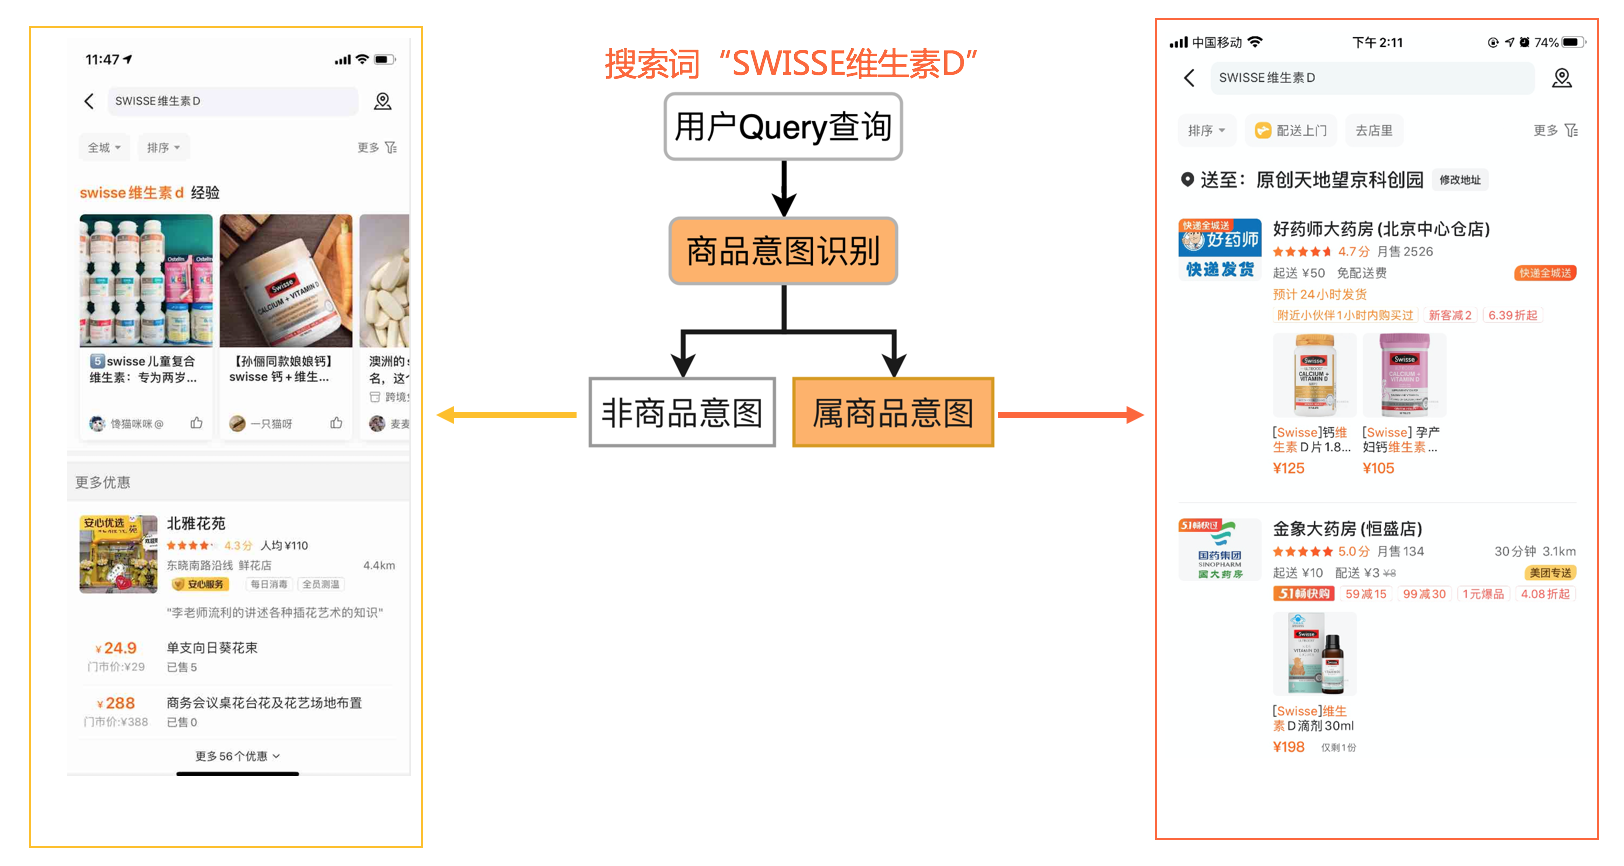 11:47
SWISSE维生素D
全城
排序
更多
swisse维生素d 经验
5 swisse儿童复合
维生素：专为两岁...
馋猫咪咪@
【孙俪同款娘娘钙】
swisse 钙+维生...
一只猫呀
澳洲的s
名，这个
跨境
麦麦
更多优惠
安心优选
北雅花苑
4.3分 人均¥110
东晓南路沿线 鲜花店
4.4km
安心服务 每日消毒 全员测温
"李老师流利的讲述各种插花艺术的知识"
¥24.9
单支向日葵花束
门市价:¥29
已售5
¥288
商务会议桌花台花及花艺场地布置
门市价:¥388
已售0
更多56个优惠
搜索词“SWISSE维生素D”
用户Query查询
商品意图识别
非商品意图
属商品意图
中国移动
下午2:11
74%
SWISSE维生素D
排序
配送上门
去店里
更多
送至：原创天地望京科创园
修改地址
快递全城送
好药师
快递发货
好药师大药房(北京中心仓店)
4.7分 月售2526
起送¥50 免配送费
快递全城送
预计24小时发货
附近小伙伴1小时内购买过 新客减2 6.39折起
Swisse
CALCIUM +
VITAMIN D
Swisse
CALCIUM +
VITAMIN D
[Swisse]钙维
生素D片1.8...
¥125
[Swisse] 孕产
妇钙维生素...
¥105
国药集团
SINOPHARM
国大药房
金象大药房(恒盛店)
5.0分 月售134
30分钟 3.1km
起送¥10 配送¥3 ¥8
美团专送
51畅快购 59减15 99减30 1元爆品 4.08折起
Swisse
VITAMIN D
[Swisse]维生
素D滴剂30ml
¥198 仅剩1份